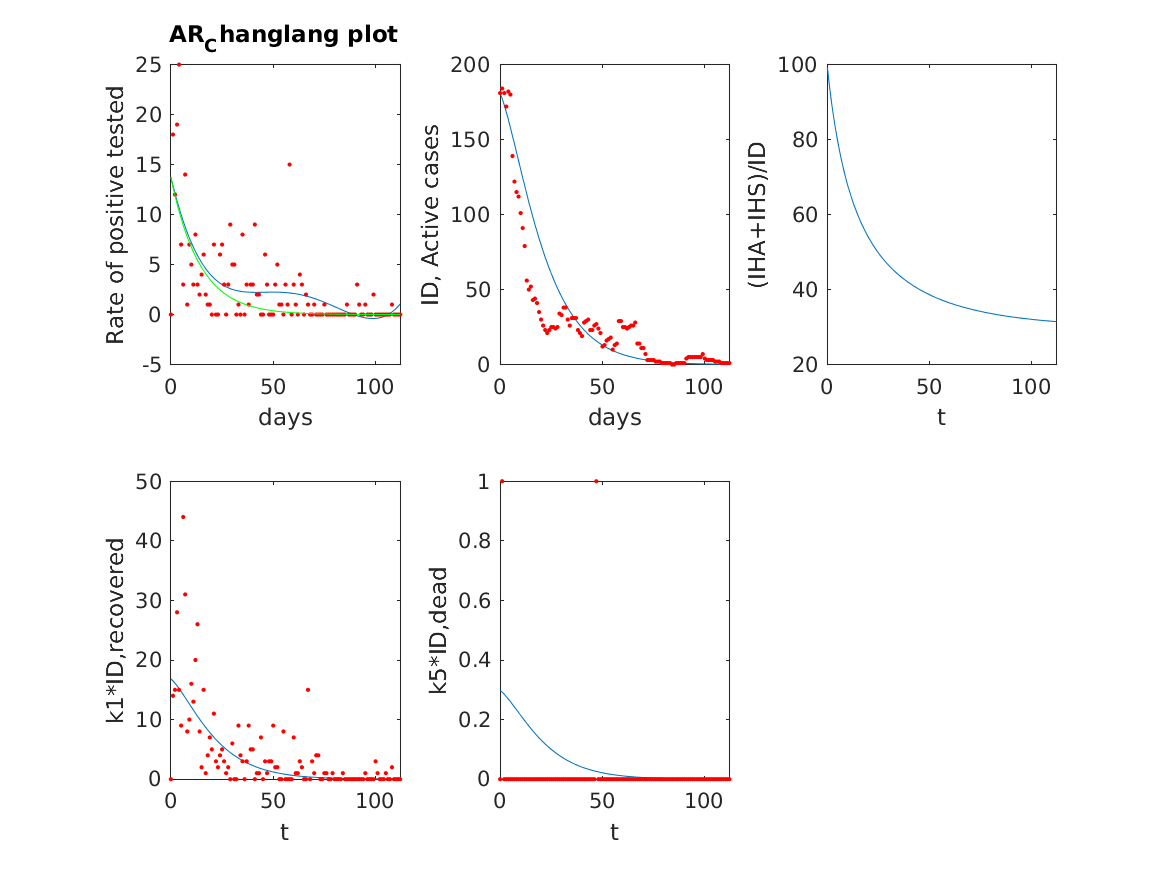 AR_Changlang plot
25
20
15
10
5
0
-5
0 50 100
days
Rate of positive tested
200
150
100
50
0
0 50 100
days
ID, Active cases
100
80
60
40
20
0 50 100
t
(IHA+IHS)/ID
50
40
30
20
10
0
0 50 100
t
k1*ID,recovered
1
0.8
0.6
0.4
0.2
0
0 50 100
t
k5*ID,dead